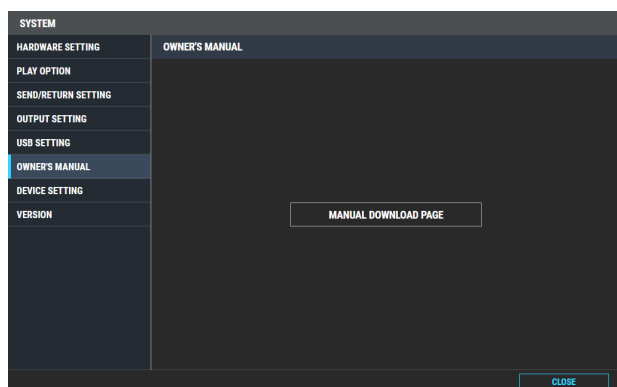 SYSTEM
HARDWARE SETTING
OWNER'S MANUAL
PLAY OPTION
SEND/RETURN SETTING
OUTPUT SETTING
USB SETTING
OWNER'S MANUAL
DEVICE SETTING
VERSION
MANUAL DOWNLOAD PAGE
CLOSE